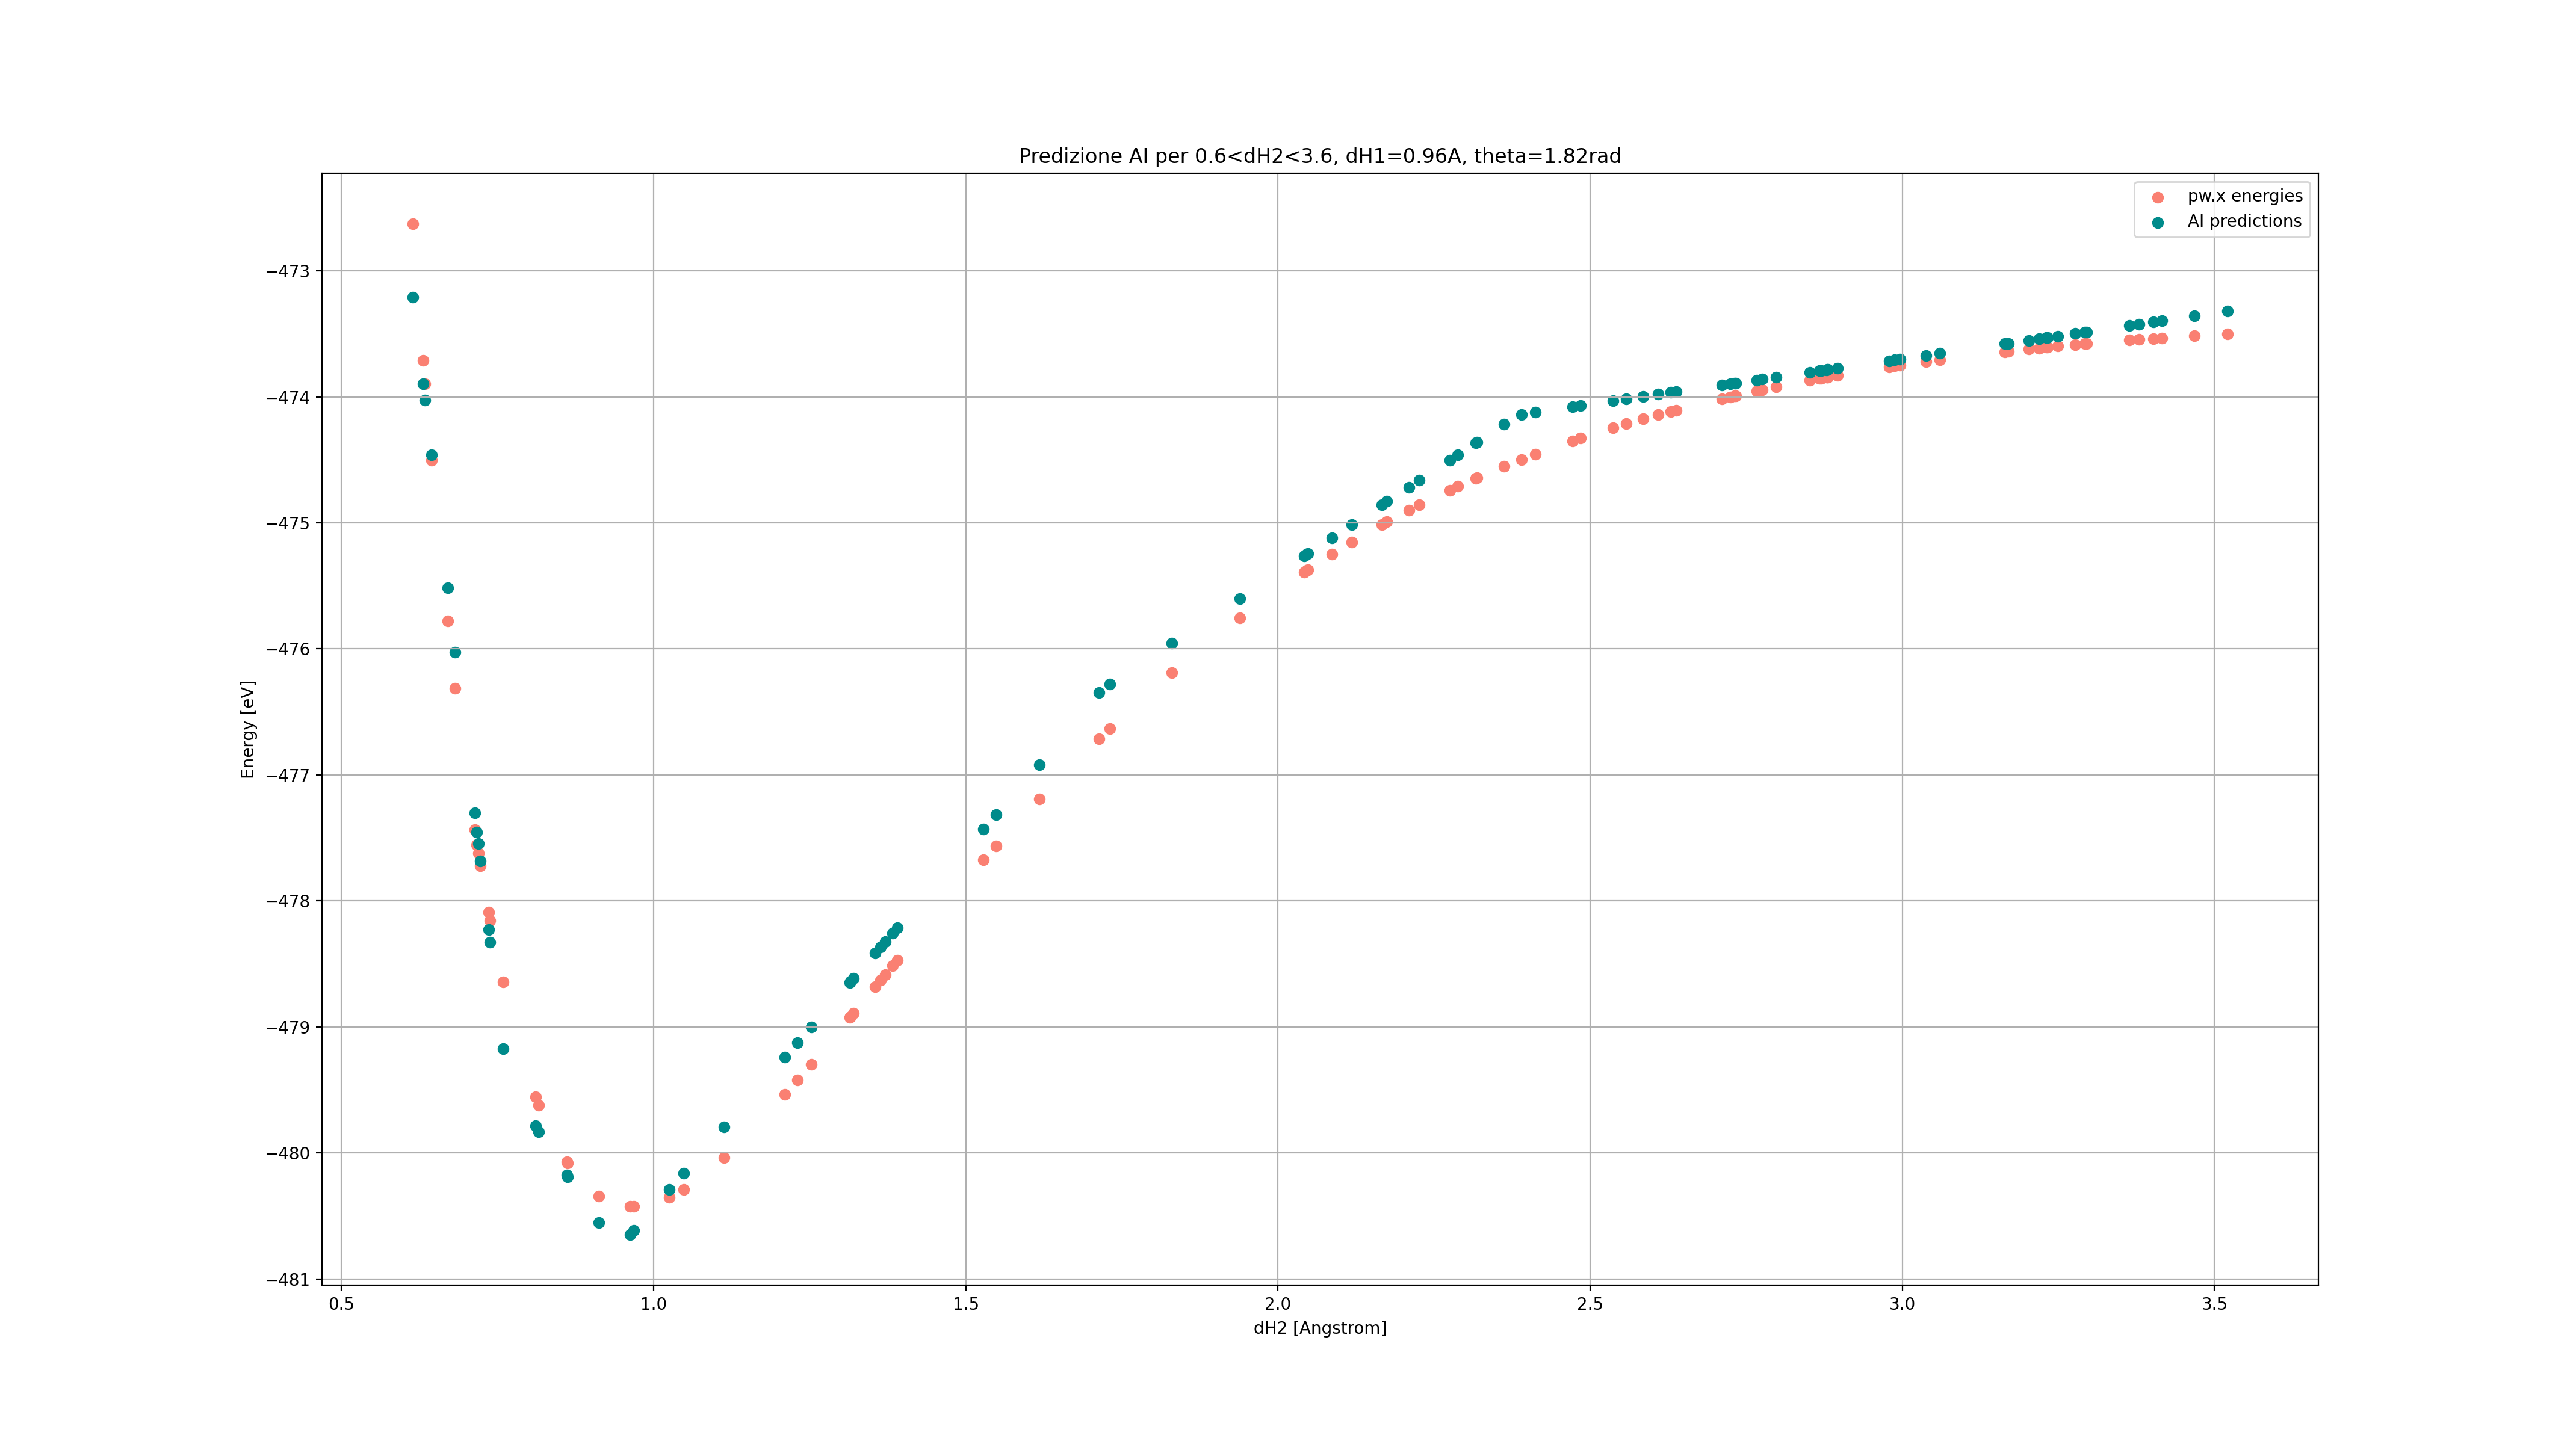 Predizione AI per 0.6<dH2<3.6, dH1=0.96A, theta=1.82rad
pw.x energies
AI predictions
−473
−474
−475
−476
−477
−478
−479
−480
−481
Energy [eV]
0.5 1.0 1.5 2.0 2.5 3.0 3.5
dH2 [Angstrom]